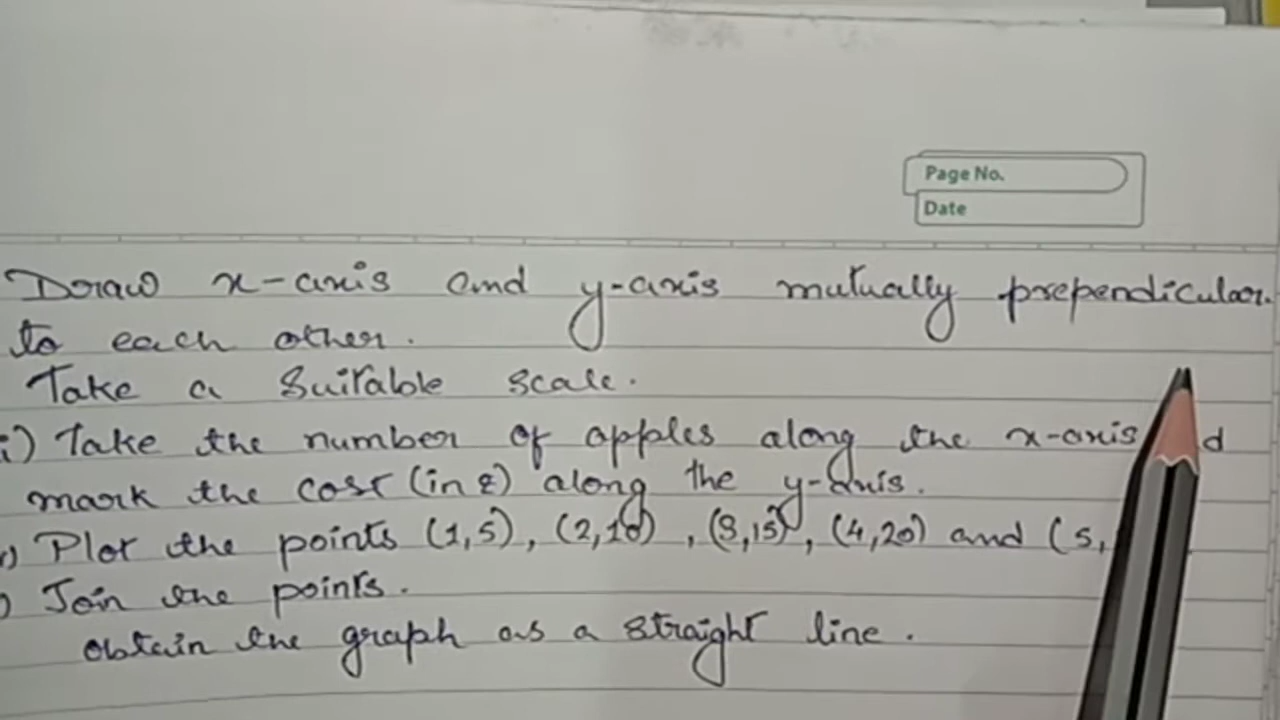 Page No.
Date
Draw x-axis and y-axis mutually prependicular.
to each other.
Take a Suitable scale.
i) Take the number of apples along the x-axis d
mark the cost (in ₹) along the y-axis.
) Plot the points (1,5), (2,10), (3,15), (4,20) and (5,
) Join the points.
obtain the graph as a straight line.